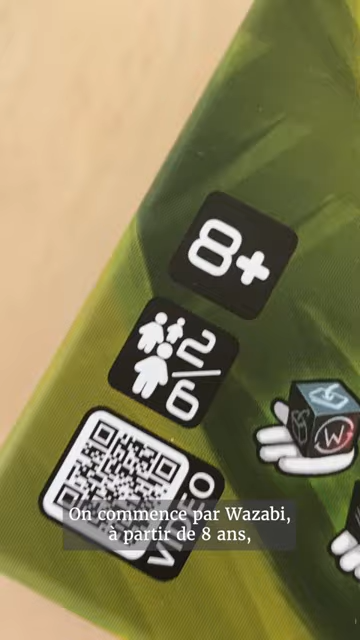 8+
2/6
VIDEO
W
On commence par Wazabi,
à partir de 8 ans,